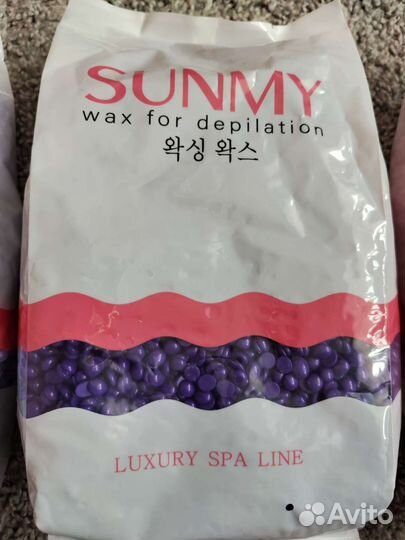 SUNMY
wax for depilation
왁싱 왁스
LUXURY SPA LINE
Avito